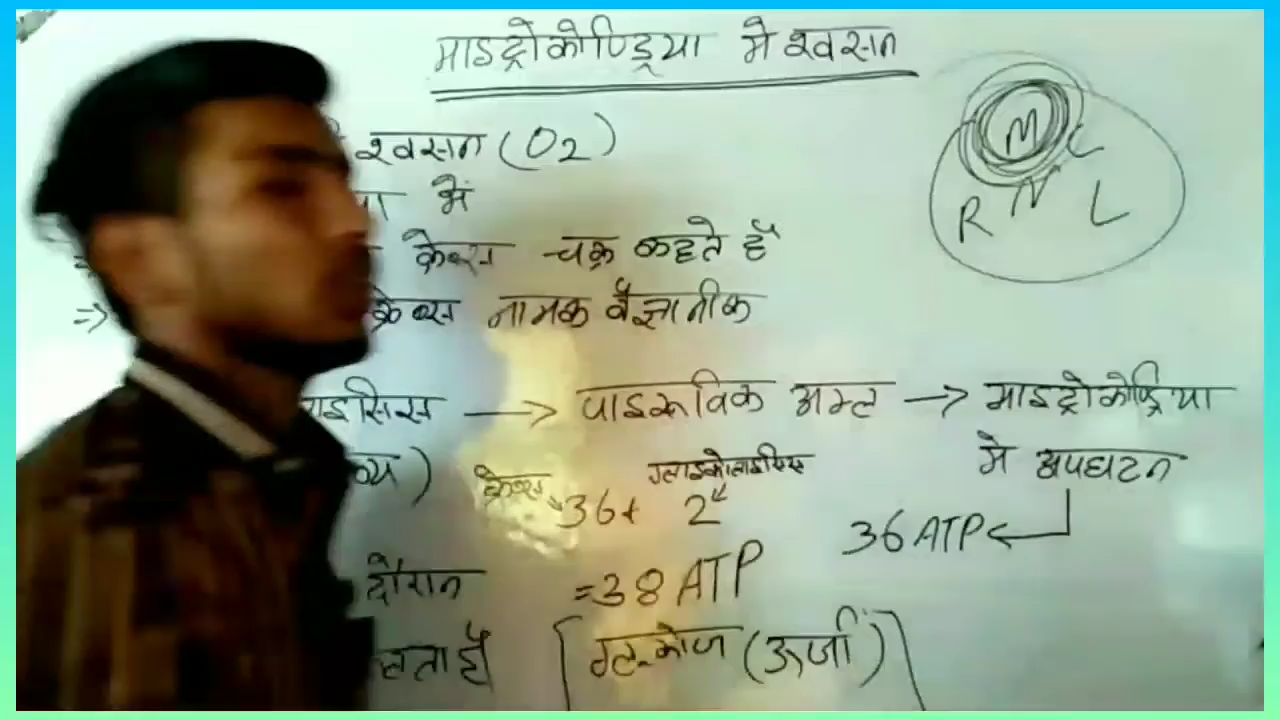 माइट्रोकोण्ड्रिया मे श्वसन
M C
R N L
श्वसन (O2)
में
क्रेब्स चक्र कहते हैं
=> क्रेब्स नामक वैज्ञानीक
इसिस —> पाइरूविक अम्ल —> माइट्रोकोण्ड्रिया
मे अपघटन
क्रेब्स 36+ 2 ग्लाइकोलाइसिस
36 ATP
दौरान =38 ATP
ग्लूकोज (ऊर्जा)